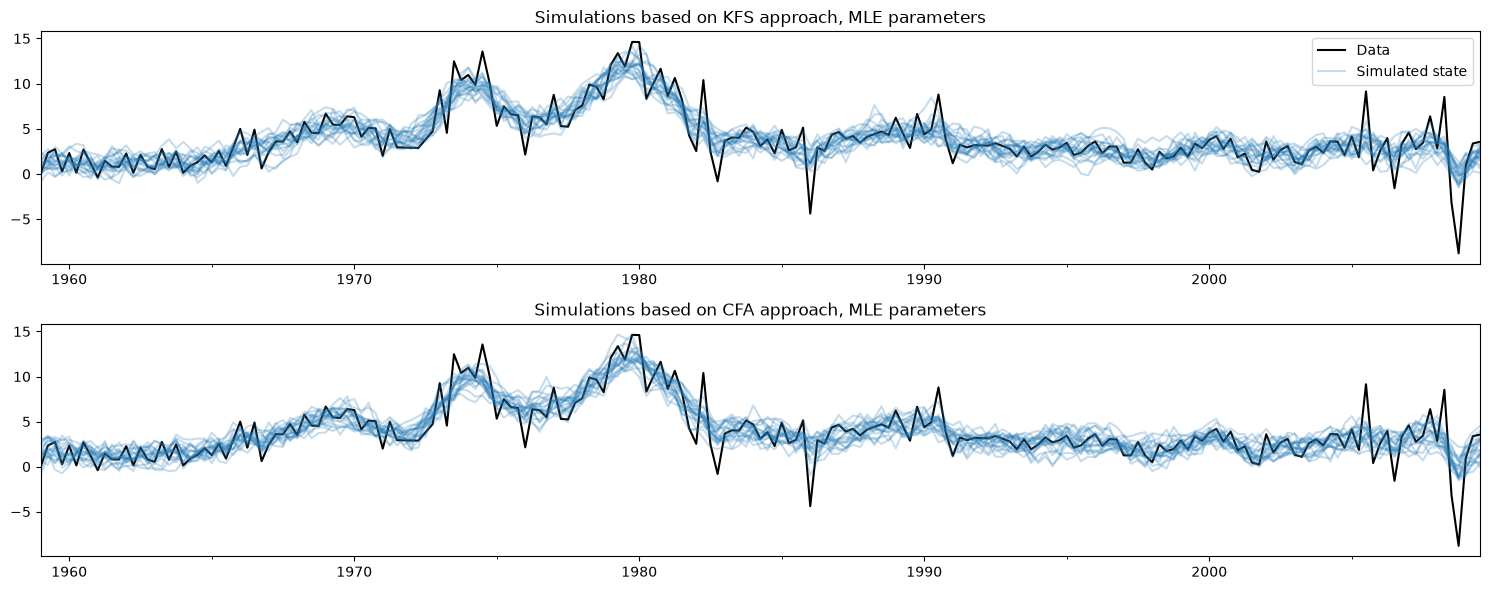 Simulations based on KFS approach, MLE parameters
15
10
5
0
−5
Data
Simulated state
1960 1970 1980 1990 2000
Simulations based on CFA approach, MLE parameters
15
10
5
0
−5
1960 1970 1980 1990 2000